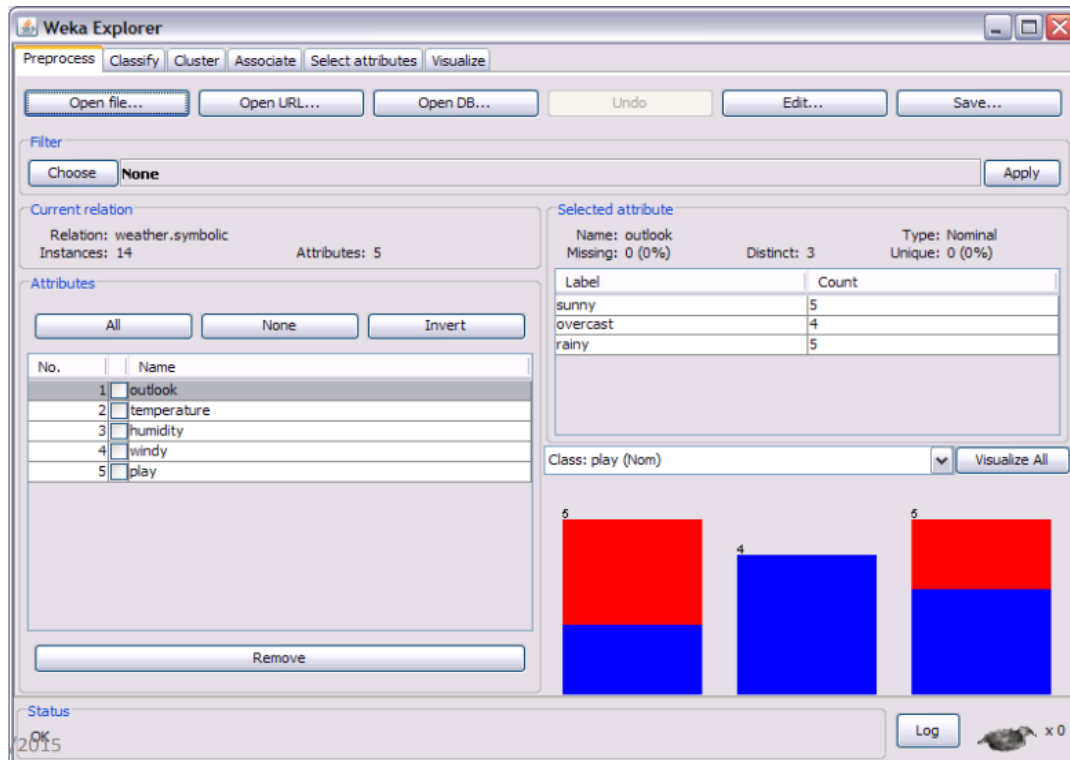 Weka Explorer
Preprocess Classify Cluster Associate Select attributes Visualize
Open file... Open URL... Open DB... Undo Edit... Save...
Filter
Choose None Apply
Current relation
Relation: weather.symbolic
Instances: 14 Attributes: 5
Attributes
All None Invert
No. Name
1 outlook
2 temperature
3 humidity
4 windy
5 play
Remove
Selected attribute
Name: outlook Type: Nominal
Missing: 0 (0%) Distinct: 3 Unique: 0 (0%)
Label Count
sunny 5
overcast 4
rainy 5
Class: play (Nom) Visualize All
5 4 5
Status
OK
/2015
Log x 0